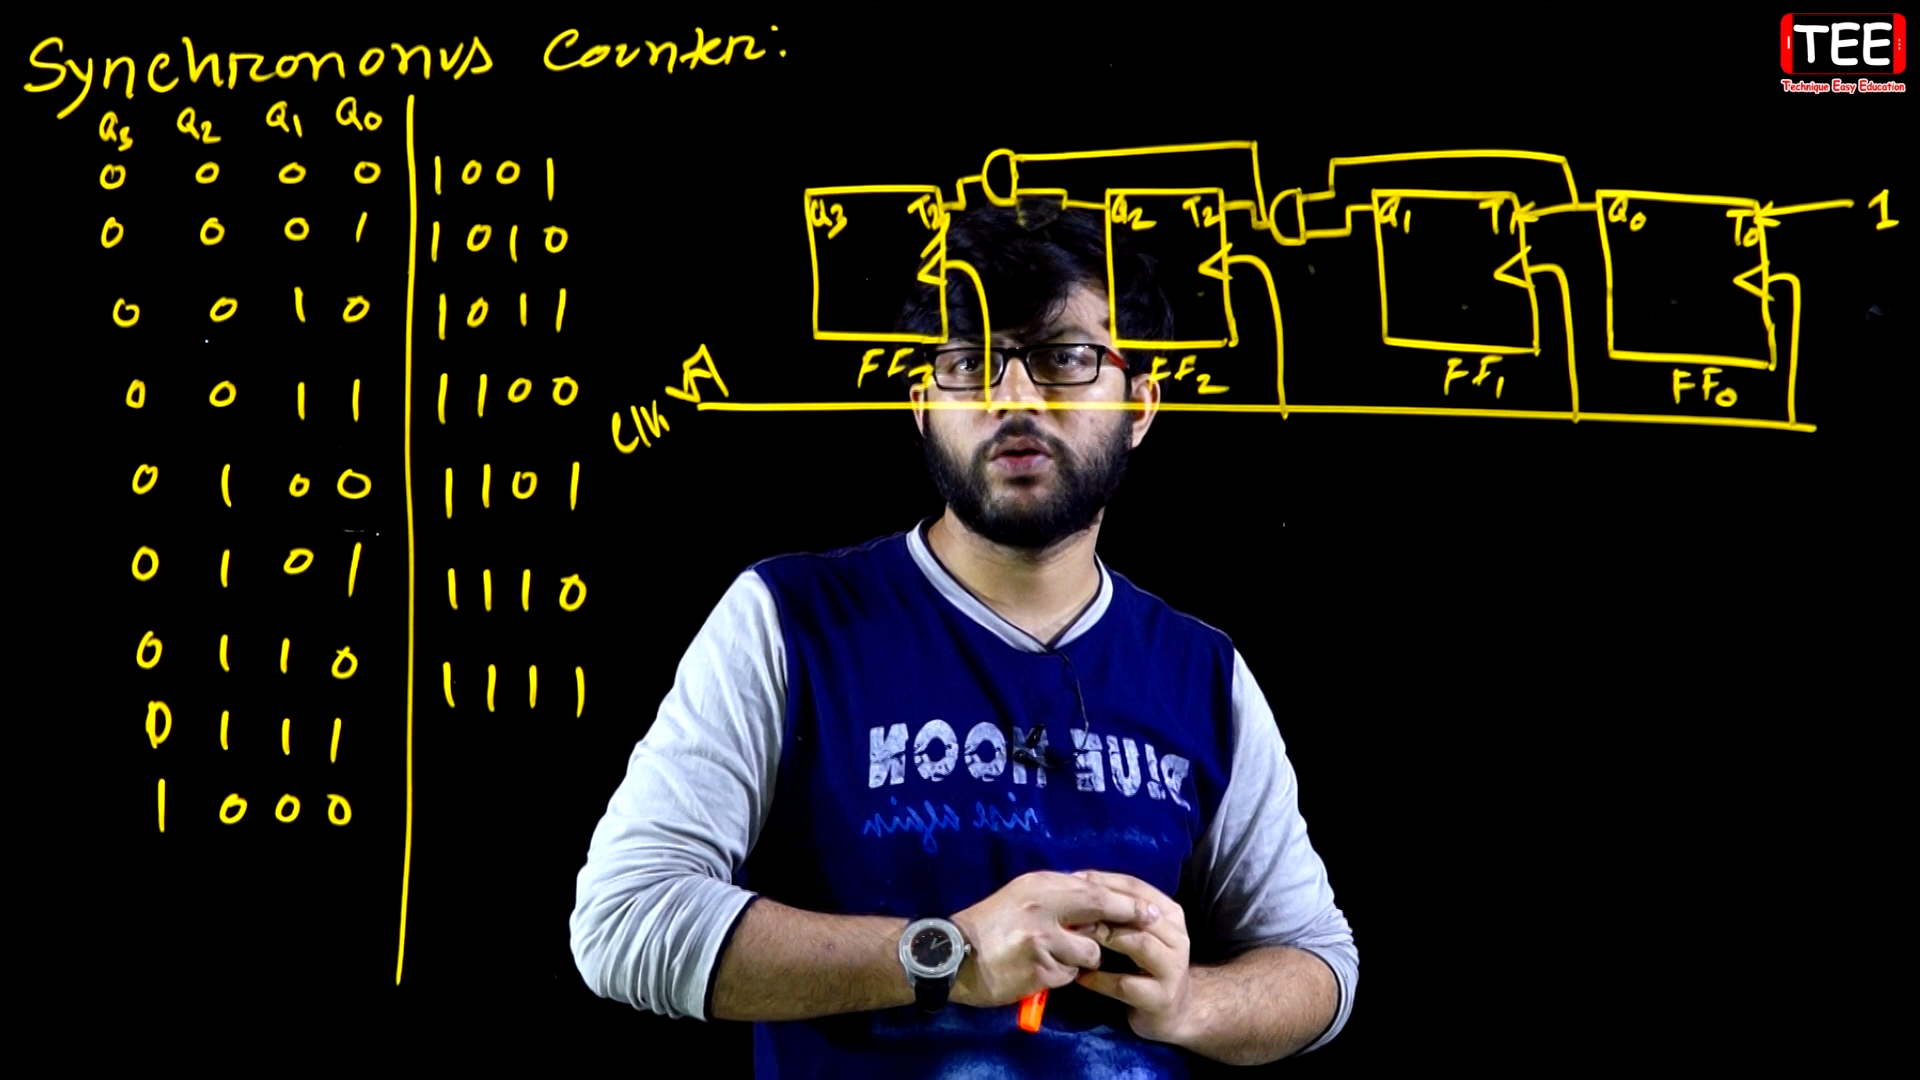 Synchrononus Counter:
TEE
Technique Easy Education
Q3 Q2 Q1 Q0
0 0 0 0
0 0 0 1
0 0 1 0
0 0 1 1
0 1 0 0
0 1 0 1
0 1 1 0
0 1 1 1
1 0 0 0
1 0 0 1
1 0 1 0
1 0 1 1
1 1 0 0
1 1 0 1
1 1 1 0
1 1 1 1
Q3 T3 Q2 T2 Q1 T1 Q0 T0 1
FF3 FF2 FF1 FF0
Clk
MOON